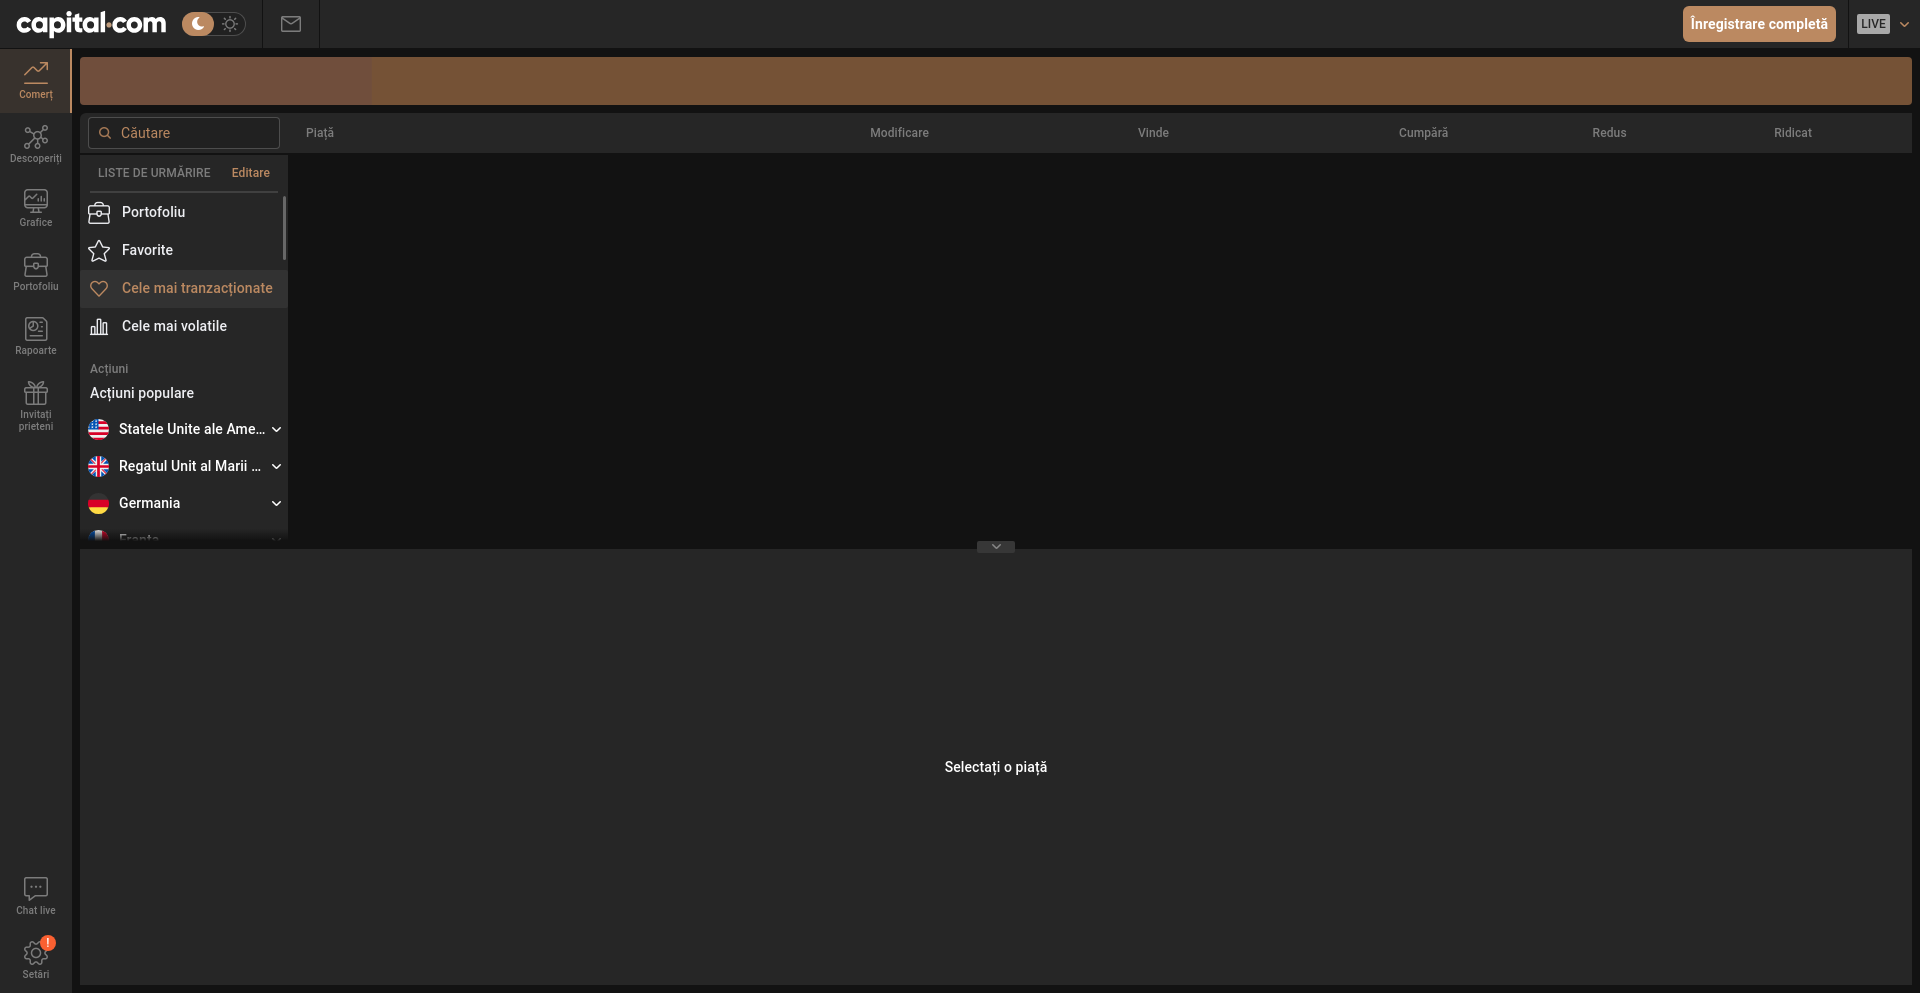 capital.com
Înregistrare completă
LIVE
Comerț
Descoperiți
Grafice
Portofoliu
Rapoarte
Invitați
prieteni
Chat live
Setări
Căutare
Piață
Modificare
Vinde
Cumpără
Redus
Ridicat
LISTE DE URMĂRIRE
Editare
Portofoliu
Favorite
Cele mai tranzacționate
Cele mai volatile
Acțiuni
Acțiuni populare
Statele Unite ale Ame...
Regatul Unit al Marii ...
Germania
Franța
Selectați o piață